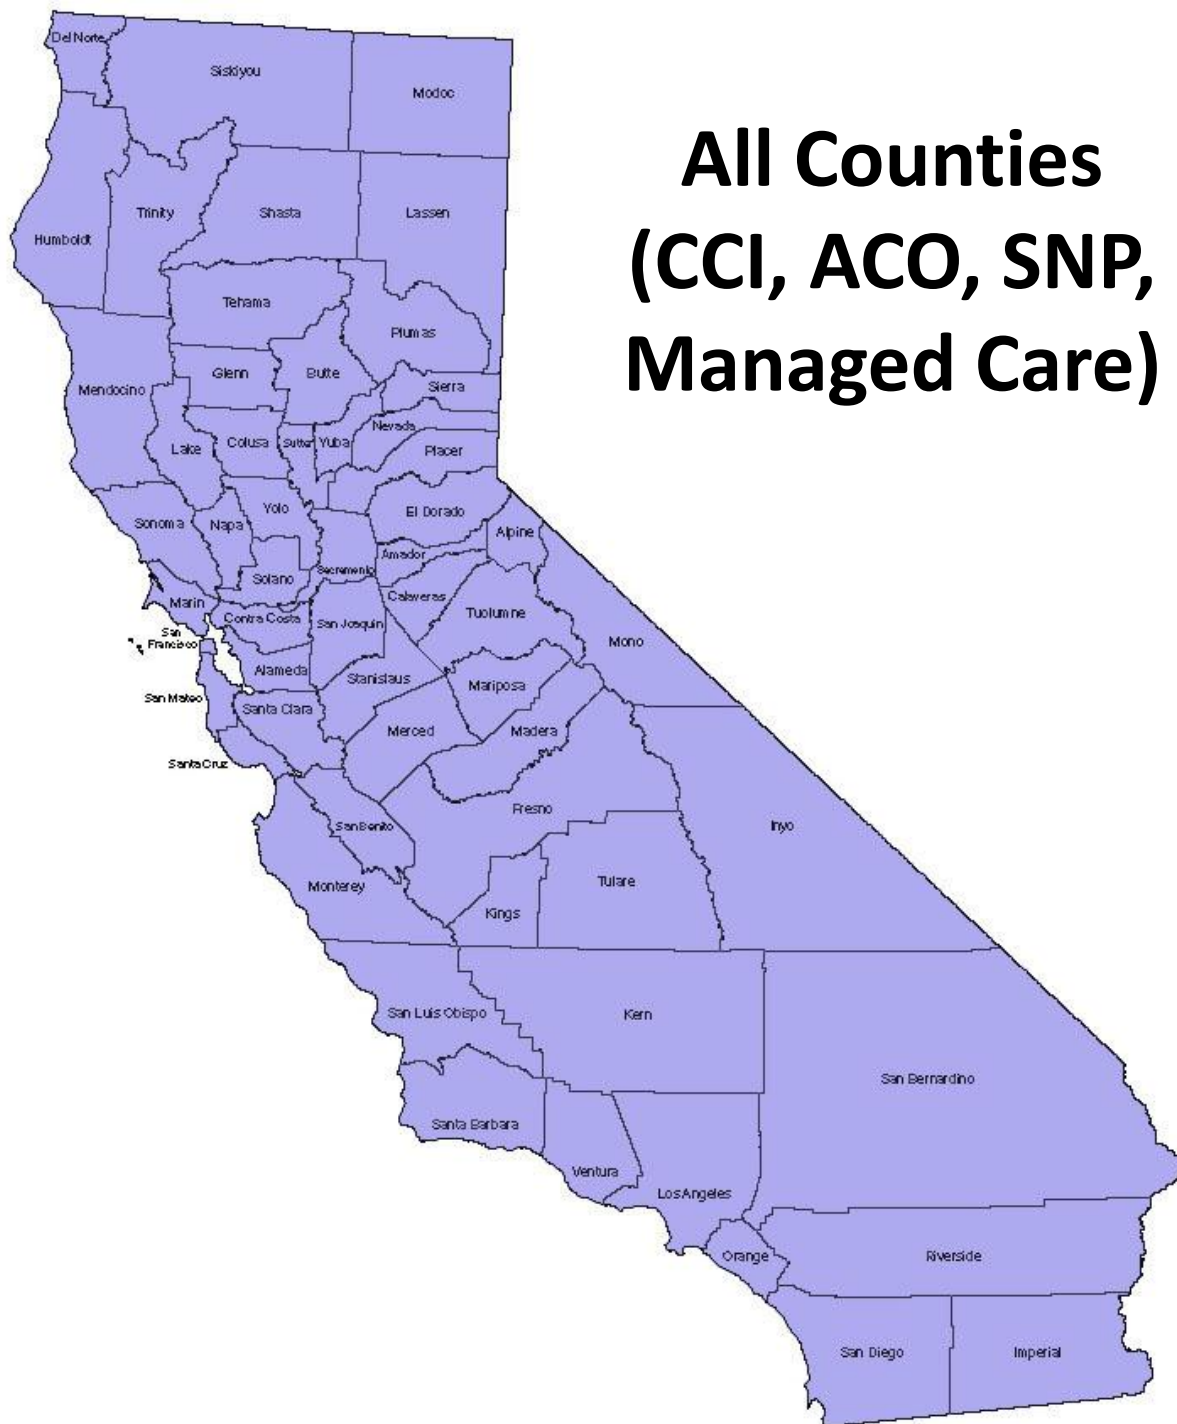 All Counties
(CCI, ACO, SNP,
Managed Care)
Del Norte
Siskiyou
Modoc
Humboldt
Trinity
Shasta
Lassen
Tehama
Plumas
Mendocino
Glenn
Butte
Sierra
Lake
Colusa
Sutter
Yuba
Nevada
Placer
Sonoma
Napa
Yolo
El Dorado
Alpine
Solano
Sacramento
Amador
Calaveras
Tuolumne
Mono
Marin
Contra Costa
San Joaquin
San
Francisco
Alameda
Stanislaus
Mariposa
San Mateo
Santa Clara
Merced
Madera
Santa Cruz
San Benito
Fresno
Inyo
Monterey
Kings
Tulare
San Luis Obispo
Kern
San Bernardino
Santa Barbara
Ventura
Los Angeles
Orange
Riverside
San Diego
Imperial